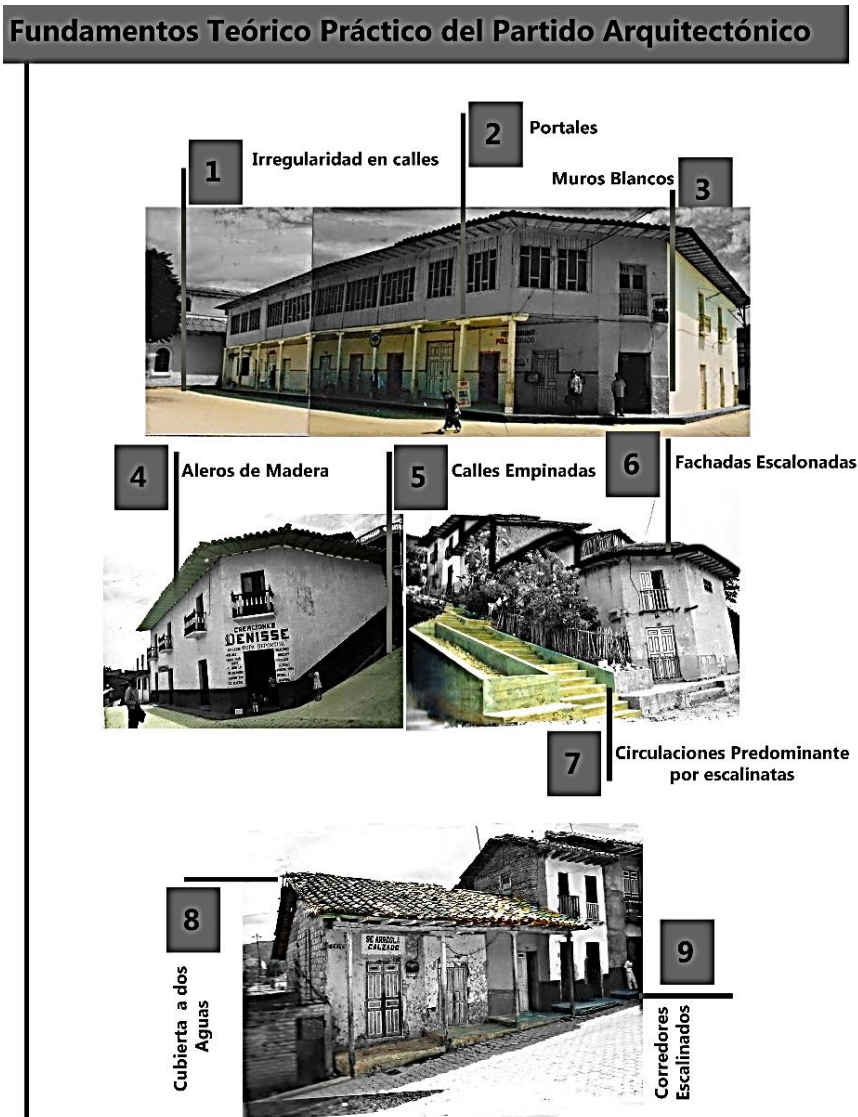 Fundamentos Teórico Práctico del Partido Arquitectónico
1
Irregularidad en calles
2
Portales
Muros Blancos
3
4
Aleros de Madera
5
Calles Empinadas
6
Fachadas Escalonadas
CREACIONES
DENISSE
ROPA DEPORTIVA
7
Circulaciones Predominante
por escalinatas
8
Cubierta a dos
Aguas
SE ARREGLA
CALZADO
9
Corredores
Escalinados